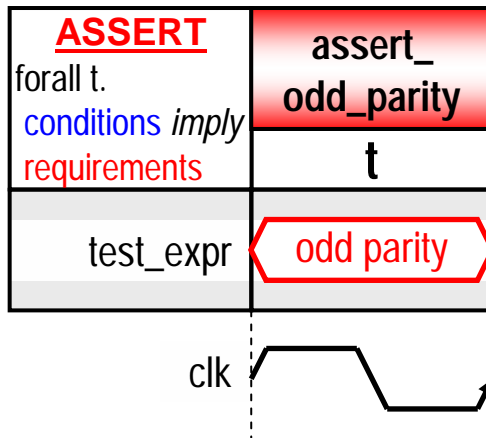 ASSERT
forall t.
conditions imply
requirements
assert_
odd_parity
t
test_expr
odd parity
clk